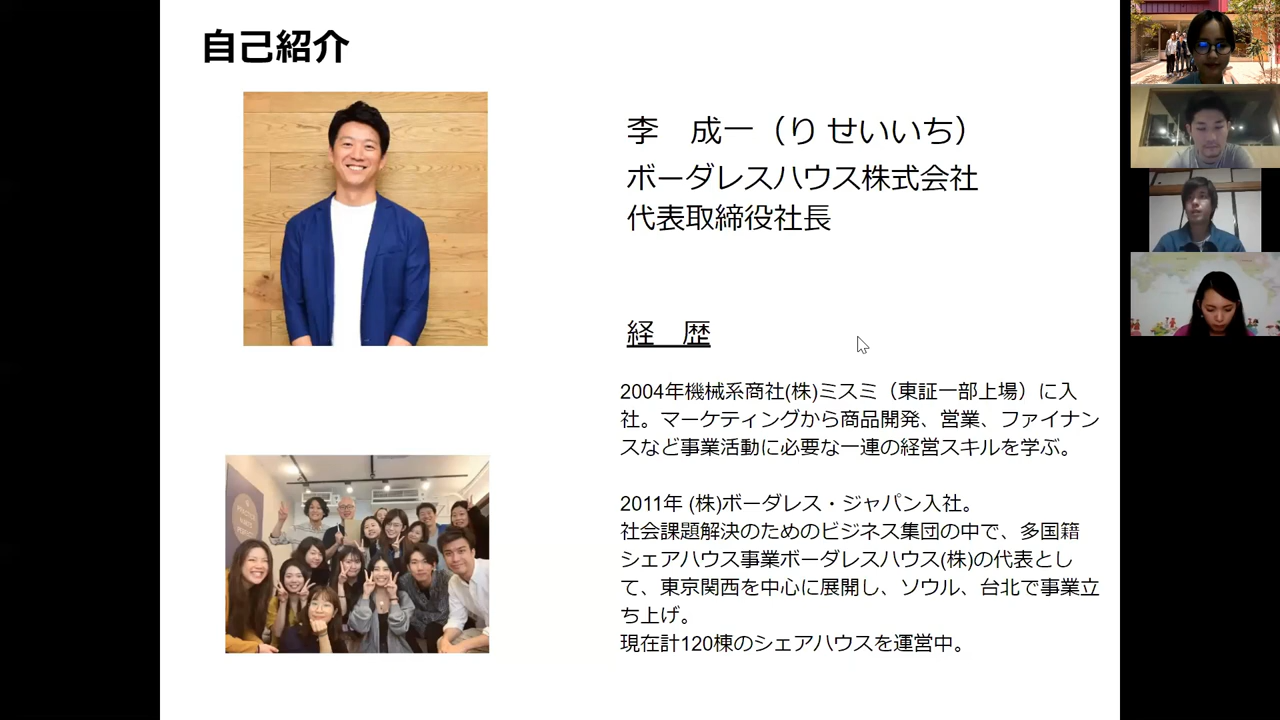 自己紹介
李　成一（り せいいち）
ボーダレスハウス株式会社
代表取締役社長
経　歴
2004年機械系商社(株)ミスミ（東証一部上場）に入
社。マーケティングから商品開発、営業、ファイナン
スなど事業活動に必要な一連の経営スキルを学ぶ。
2011年 (株)ボーダレス・ジャパン入社。
社会課題解決のためのビジネス集団の中で、多国籍
シェアハウス事業ボーダレスハウス(株)の代表とし
て、東京関西を中心に展開し、ソウル、台北で事業立
ち上げ。
現在計120棟のシェアハウスを運営中。